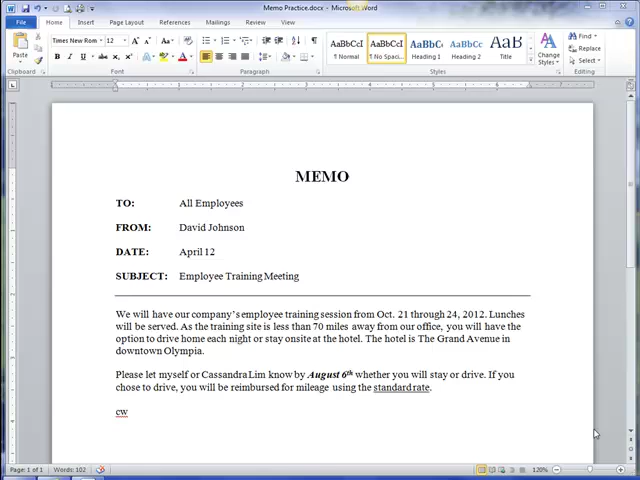 Memo Practice.docx - Microsoft Word
File Home Insert Page Layout References Mailings Review View
Paste
Times New Ro 12
AaBbCcI AaBbCcI AaBbC AaBbCc AaB
¶ Normal ¶ No Spaci... Heading 1 Heading 2 Title
Change Styles
Find
Replace
Select
Clipboard Font Paragraph Styles Editing
MEMO
TO: All Employees
FROM: David Johnson
DATE: April 12
SUBJECT: Employee Training Meeting
We will have our company's employee training session from Oct. 21 through 24, 2012. Lunches
will be served. As the training site is less than 70 miles away from our office, you will have the
option to drive home each night or stay onsite at the hotel. The hotel is The Grand Avenue in
downtown Olympia.
Please let myself or Cassandra Lim know by August 6th whether you will stay or drive. If you
chose to drive, you will be reimbursed for mileage using the standard rate.
cw
Page: 1 of 1 Words: 102 120%